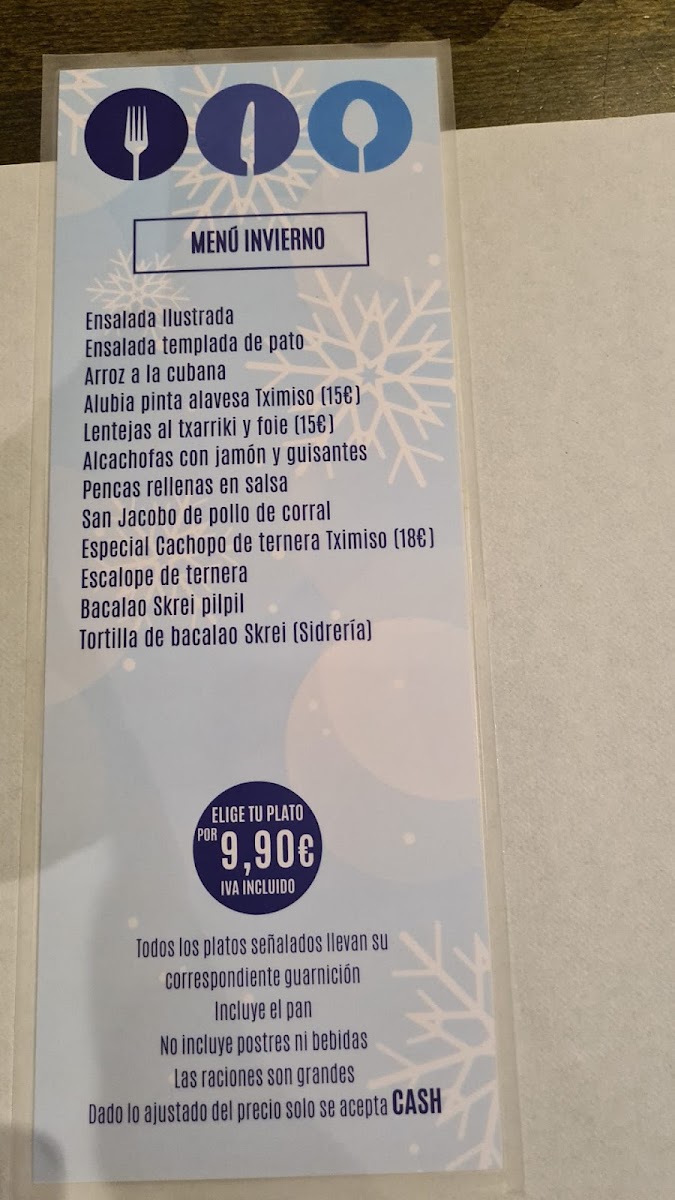 MENÚ INVIERNO
Ensalada Ilustrada
Ensalada templada de pato
Arroz a la cubana
Alubia pinta alavesa Tximiso (15€)
Lentejas al txarriki y foie (15€)
Alcachofas con jamón y guisantes
Pencas rellenas en salsa
San Jacobo de pollo de corral
Especial Cachopo de ternera Tximiso (18€)
Escalope de ternera
Bacalao Skrei pilpil
Tortilla de bacalao Skrei (Sidrería)
ELIGE TU PLATO
POR 9,90€
IVA INCLUIDO
Todos los platos señalados llevan su
correspondiente guarnición
Incluye el pan
No incluye postres ni bebidas
Las raciones son grandes
Dado lo ajustado del precio solo se acepta CASH